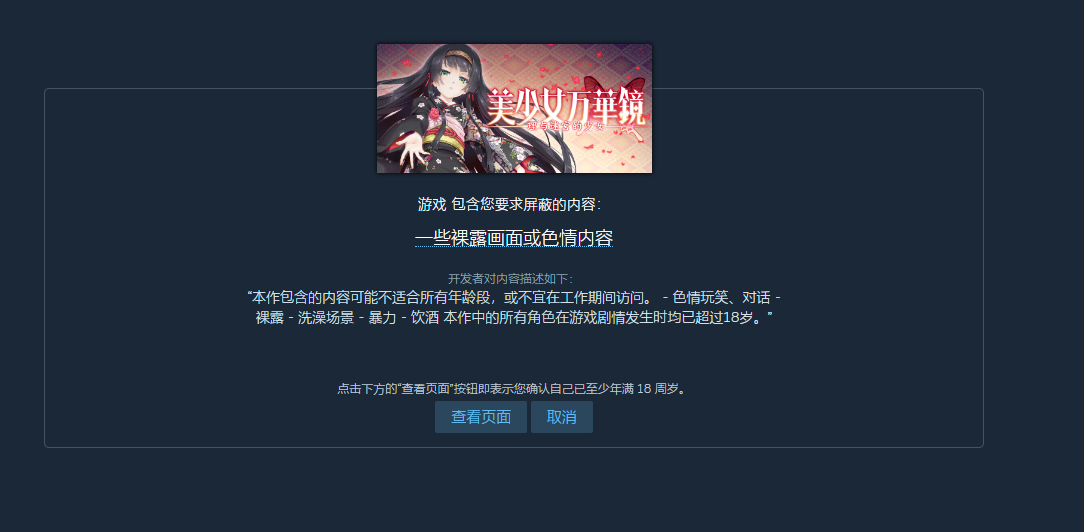 美少女万華鏡
理与迷宫的少女
游戏 包含您要求屏蔽的内容：
一些裸露画面或色情内容
开发者对内容描述如下：
“本作包含的内容可能不适合所有年龄段，或不宜在工作期间访问。 - 色情玩笑、对话 -
裸露 - 洗澡场景 - 暴力 - 饮酒 本作中的所有角色在游戏剧情发生时均已超过18岁。”
点击下方的“查看页面”按钮即表示您确认自己已至少年满 18 周岁。
查看页面
取消